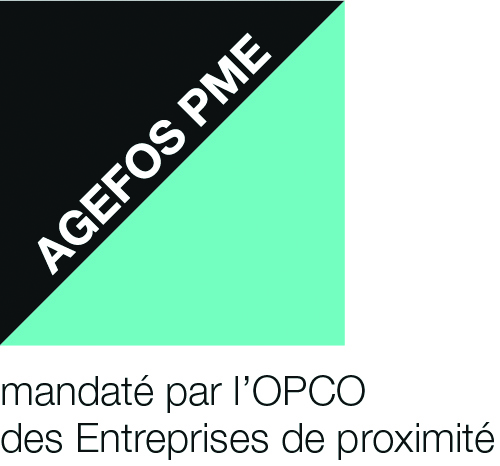 AGEFOS PME
mandaté par l’OPCO
des Entreprises de proximité